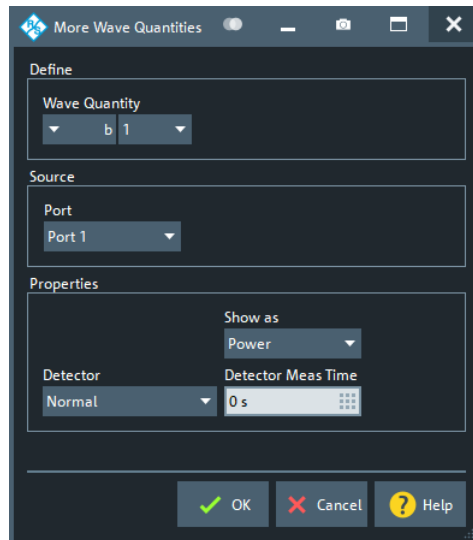 More Wave Quantities
Define
Wave Quantity
b 1
Source
Port
Port 1
Properties
Show as
Power
Detector
Detector Meas Time
Normal
0 s
OK
Cancel
? Help